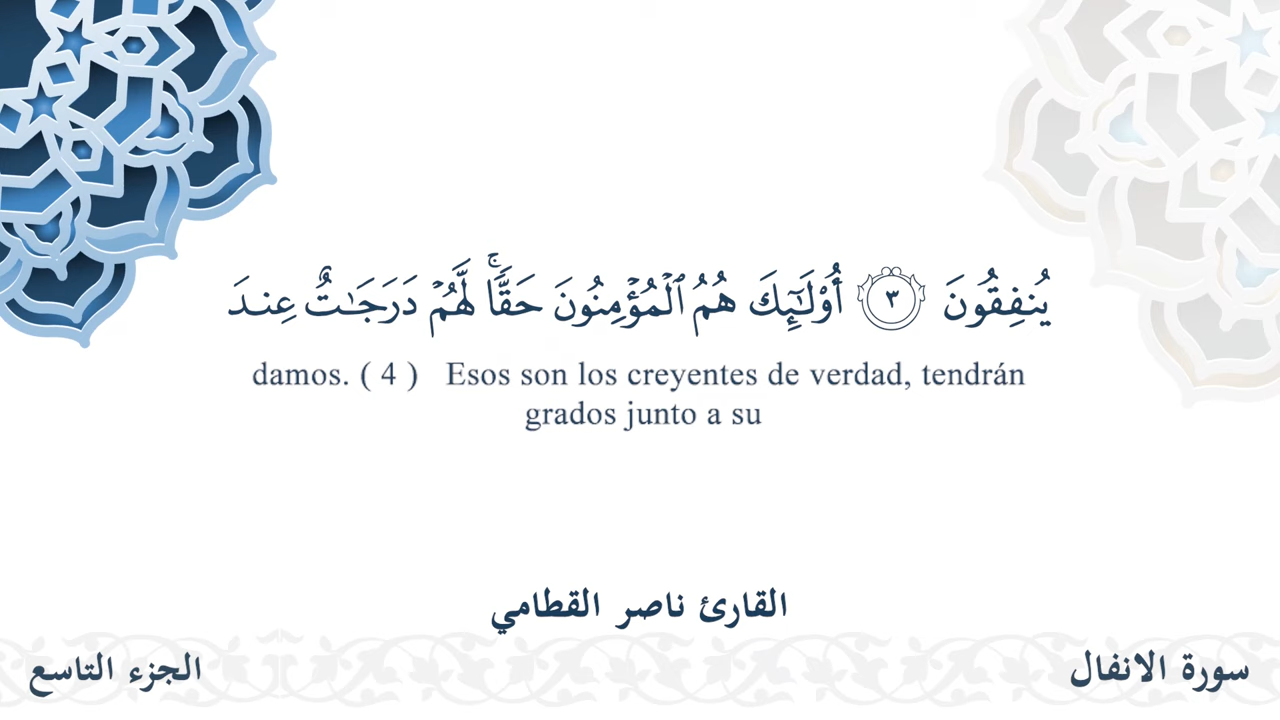 يُنفِقُونَ ٣ أُوْلَـٰٓئِكَ هُمُ ٱلۡمُؤۡمِنُونَ حَقّٗاۚ لَّهُمۡ دَرَجَٰتٌ عِندَ
damos. ( 4 ) Esos son los creyentes de verdad, tendrán
grados junto a su
القارئ ناصر القطامي
سورة الانفال
الجزء التاسع